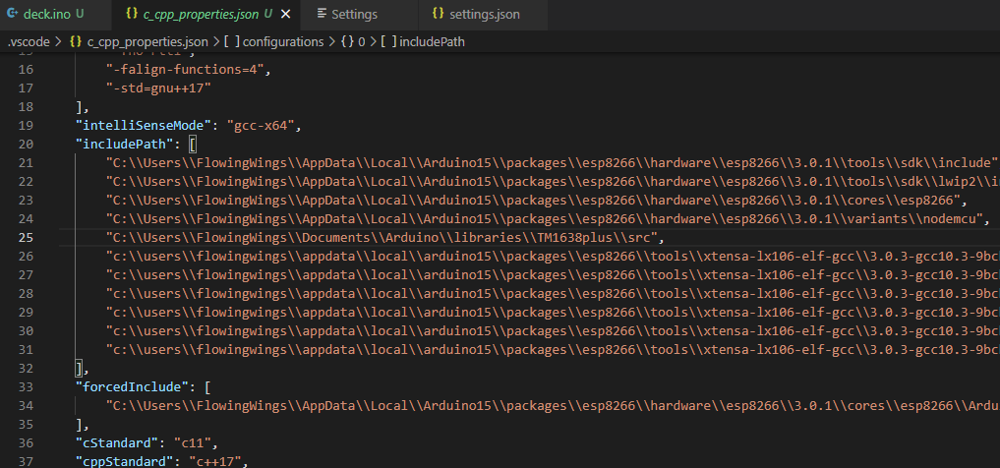 deck.ino U
c_cpp_properties.json U
Settings
settings.json
.vscode > c_cpp_properties.json > [ ] configurations > {} 0 > [ ] includePath
16 "-falign-functions=4",
17 "-std=gnu++17"
18 ],
19 "intelliSenseMode": "gcc-x64",
20 "includePath": [
21 "C:\\Users\\FlowingWings\\AppData\\Local\\Arduino15\\packages\\esp8266\\hardware\\esp8266\\3.0.1\\tools\\sdk\\include"
22 "C:\\Users\\FlowingWings\\AppData\\Local\\Arduino15\\packages\\esp8266\\hardware\\esp8266\\3.0.1\\tools\\sdk\\lwip2\\i
23 "C:\\Users\\FlowingWings\\AppData\\Local\\Arduino15\\packages\\esp8266\\hardware\\esp8266\\3.0.1\\cores\\esp8266",
24 "C:\\Users\\FlowingWings\\AppData\\Local\\Arduino15\\packages\\esp8266\\hardware\\esp8266\\3.0.1\\variants\\nodemcu",
25 "C:\\Users\\FlowingWings\\Documents\\Arduino\\libraries\\TM1638plus\\src",
26 "c:\\users\\flowingwings\\appdata\\local\\arduino15\\packages\\esp8266\\tools\\xtensa-lx106-elf-gcc\\3.0.3-gcc10.3-9bc
27 "c:\\users\\flowingwings\\appdata\\local\\arduino15\\packages\\esp8266\\tools\\xtensa-lx106-elf-gcc\\3.0.3-gcc10.3-9bc
28 "c:\\users\\flowingwings\\appdata\\local\\arduino15\\packages\\esp8266\\tools\\xtensa-lx106-elf-gcc\\3.0.3-gcc10.3-9bc
29 "c:\\users\\flowingwings\\appdata\\local\\arduino15\\packages\\esp8266\\tools\\xtensa-lx106-elf-gcc\\3.0.3-gcc10.3-9bc
30 "c:\\users\\flowingwings\\appdata\\local\\arduino15\\packages\\esp8266\\tools\\xtensa-lx106-elf-gcc\\3.0.3-gcc10.3-9bc
31 "c:\\users\\flowingwings\\appdata\\local\\arduino15\\packages\\esp8266\\tools\\xtensa-lx106-elf-gcc\\3.0.3-gcc10.3-9bc
32 ],
33 "forcedInclude": [
34 "C:\\Users\\FlowingWings\\AppData\\Local\\Arduino15\\packages\\esp8266\\hardware\\esp8266\\3.0.1\\cores\\esp8266\\Ard
35 ],
36 "cStandard": "c11",
37 "cppStandard": "c++17",